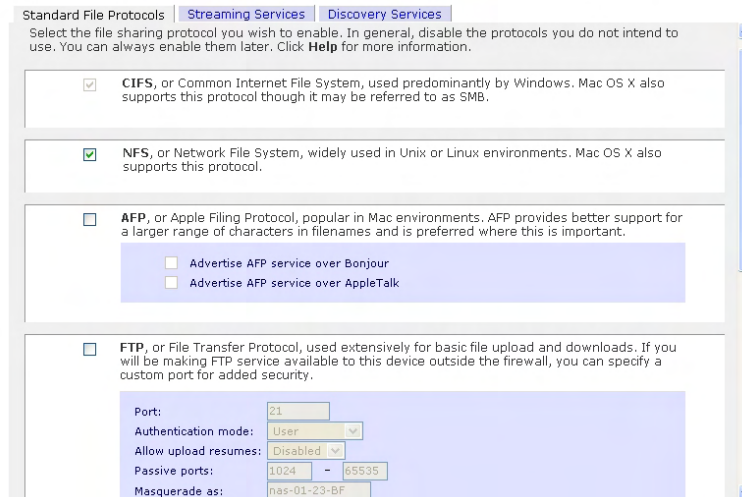 Standard File Protocols Streaming Services Discovery Services
Select the file sharing protocol you wish to enable. In general, disable the protocols you do not intend to
use. You can always enable them later. Click Help for more information.
CIFS, or Common Internet File System, used predominantly by Windows. Mac OS X also
supports this protocol though it may be referred to as SMB.
NFS, or Network File System, widely used in Unix or Linux environments. Mac OS X also
supports this protocol.
AFP, or Apple Filing Protocol, popular in Mac environments. AFP provides better support for
a larger range of characters in filenames and is preferred where this is important.
Advertise AFP service over Bonjour
Advertise AFP service over AppleTalk
FTP, or File Transfer Protocol, used extensively for basic file upload and downloads. If you
will be making FTP service available to this device outside the firewall, you can specify a
custom port for added security.
Port: 21
Authentication mode: User
Allow upload resumes: Disabled
Passive ports: 1024 - 65535
Masquerade as: nas-01-23-BF